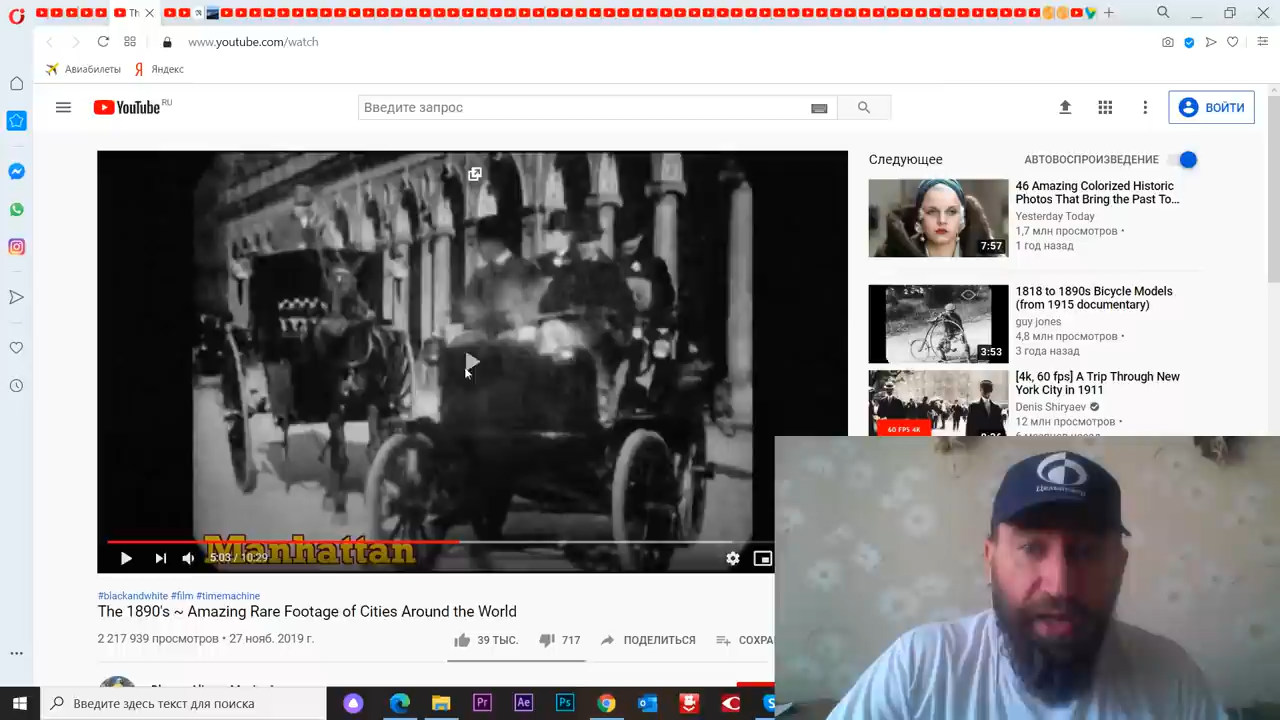 Th
www.youtube.com/watch
Авиабилеты
Яндекс
YouTube RU
Введите запрос
ВОЙТИ
Manhattan
5:03 / 10:29
#blackandwhite #film #timemachine
The 1890's ~ Amazing Rare Footage of Cities Around the World
2 217 939 просмотров • 27 нояб. 2019 г.
39 ТЫС.
717
ПОДЕЛИТЬСЯ
СОХРА
Следующее
АВТОВОСПРОИЗВЕДЕНИЕ
7:57
46 Amazing Colorized Historic
Photos That Bring the Past To...
Yesterday Today
1,7 млн просмотров •
1 год назад
3:53
1818 to 1890s Bicycle Models
(from 1915 documentary)
guy jones
4,8 млн просмотров •
3 года назад
60 FPS 4K
[4k, 60 fps] A Trip Through New
York City in 1911
Denis Shiryaev
12 млн просмотров •
Введите здесь текст для поиска
Pr
Ae
Ps